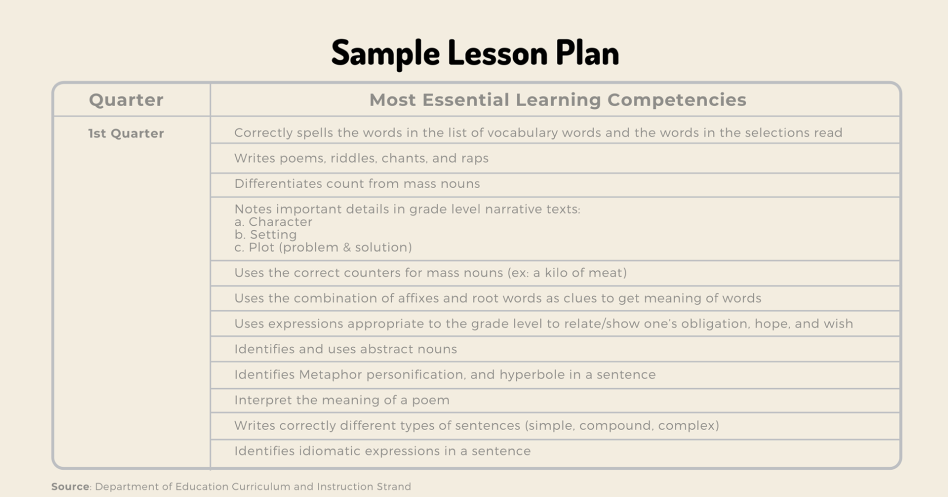 Sample Lesson Plan
Quarter
Most Essential Learning Competencies
1st Quarter
Correctly spells the words in the list of vocabulary words and the words in the selections read
Writes poems, riddles, chants, and raps
Differentiates count from mass nouns
Notes important details in grade level narrative texts:
a. Character
b. Setting
c. Plot (problem & solution)
Uses the correct counters for mass nouns (ex: a kilo of meat)
Uses the combination of affixes and root words as clues to get meaning of words
Uses expressions appropriate to the grade level to relate/show one's obligation, hope, and wish
Identifies and uses abstract nouns
Identifies Metaphor personification, and hyperbole in a sentence
Interpret the meaning of a poem
Writes correctly different types of sentences (simple, compound, complex)
Identifies idiomatic expressions in a sentence
Source: Department of Education Curriculum and Instruction Strand